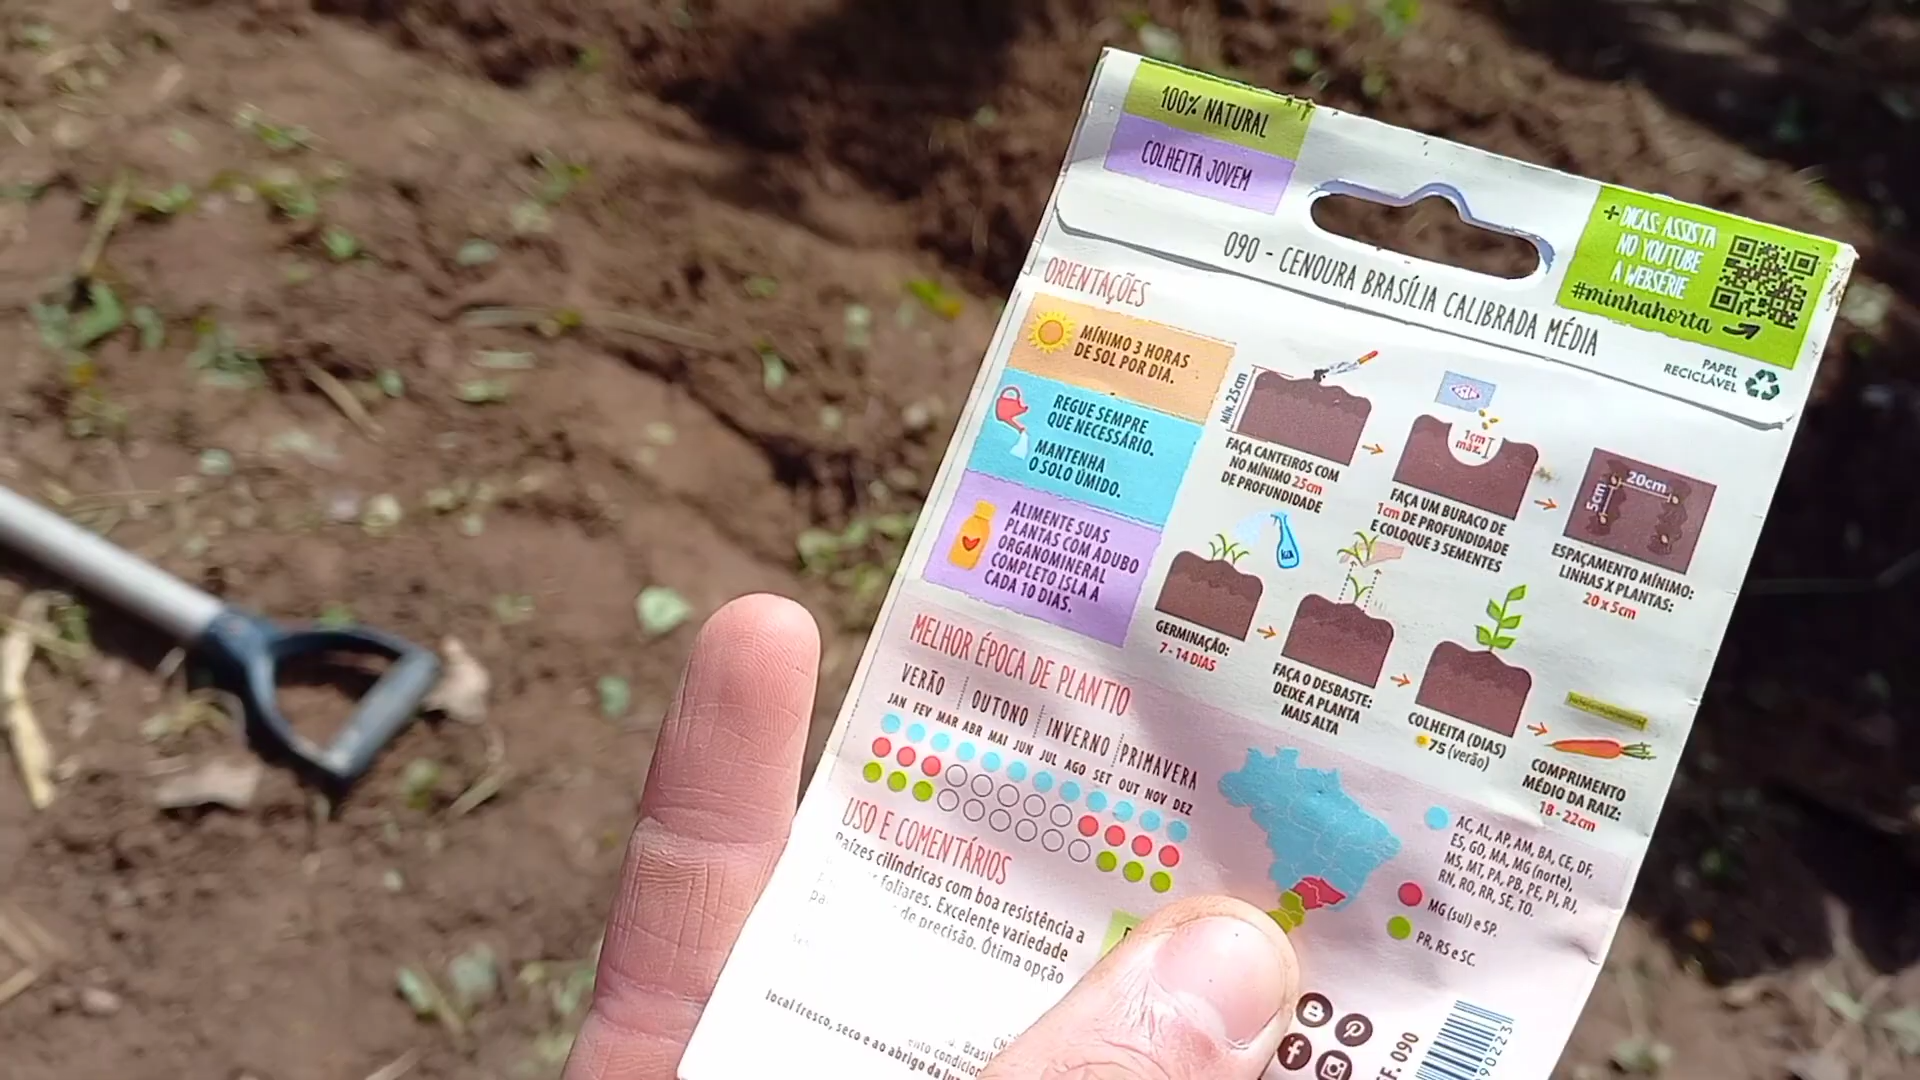 100% NATURAL
COLHEITA JOVEM
+ DICAS: ASSISTA
NO YOUTUBE
A WEBSÉRIE
#minhahorta
090 - CENOURA BRASÍLIA CALIBRADA MÉDIA
PAPEL
RECICLÁVEL
ORIENTAÇÕES
MÍNIMO 3 HORAS
DE SOL POR DIA.
REGUE SEMPRE
QUE NECESSÁRIO.
MANTENHA
O SOLO ÚMIDO.
ALIMENTE SUAS
PLANTAS COM ADUBO
ORGANOMINERAL
COMPLETO ISLA A
CADA 10 DIAS.
MÍN. 25cm
FAÇA CANTEIROS COM
NO MÍNIMO 25cm
DE PROFUNDIDADE
1cm
máx.
FAÇA UM BURACO DE
1cm DE PROFUNDIDADE
E COLOQUE 3 SEMENTES
20cm
5cm
ESPAÇAMENTO MÍNIMO:
LINHAS X PLANTAS:
20 x 5cm
GERMINAÇÃO:
7 - 14 DIAS
FAÇA O DESBASTE:
DEIXE A PLANTA
MAIS ALTA
COLHEITA (DIAS)
75 (verão)
COMPRIMENTO
MÉDIO DA RAIZ:
18 - 22cm
MELHOR ÉPOCA DE PLANTIO
VERÃO OUTONO INVERNO PRIMAVERA
JAN FEV MAR ABR MAI JUN JUL AGO SET OUT NOV DEZ
AC, AL, AP, AM, BA, CE, DF,
ES, GO, MA, MG (norte),
MS, MT, PA, PB, PE, PI, RJ,
RN, RO, RR, SE, TO.
MG (sul) e SP.
PR, RS e SC.
USO E COMENTÁRIOS
Raízes cilíndricas com boa resistência a
foliares. Excelente variedade
de precisão. Ótima opção
local fresco, seco e ao abrigo da
F. 090
90223